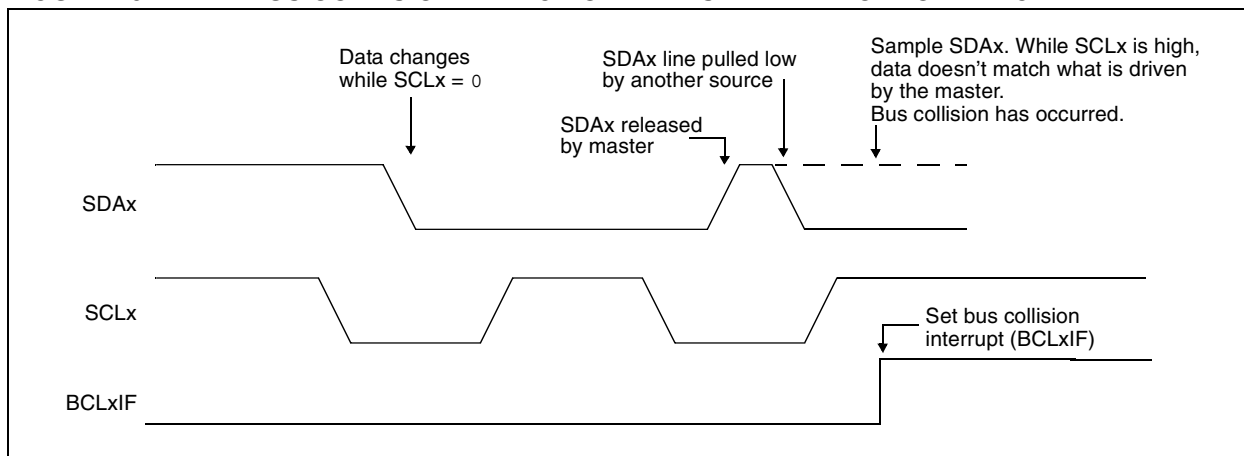 Data changes
while SCLx = 0
SDAx line pulled low
by another source
Sample SDAx. While SCLx is high,
data doesn’t match what is driven
by the master.
Bus collision has occurred.
SDAx released
by master
SDAx
SCLx
Set bus collision
interrupt (BCLxIF)
BCLxIF